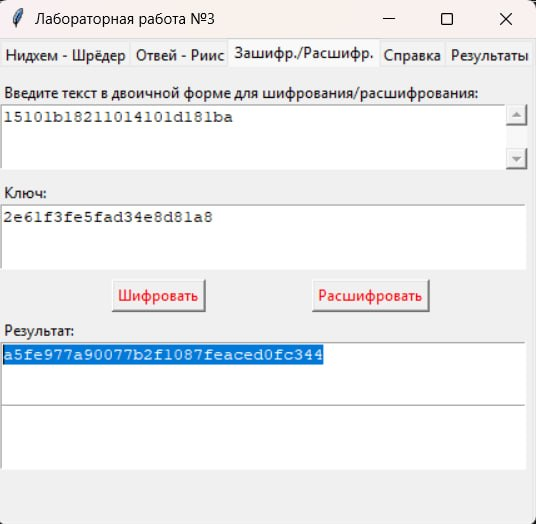 Лабораторная работа №3
Нидхем - Шрёдер Отвей - Риис Зашифр./Расшифр. Справка Результаты
Введите текст в двоичной форме для шифрования/расшифрования:
15101b18211014101d181ba
Ключ:
2e61f3fe5fad34e8d81a8
Шифровать Расшифровать
Результат:
a5fe977a90077b2f1087feaced0fc344